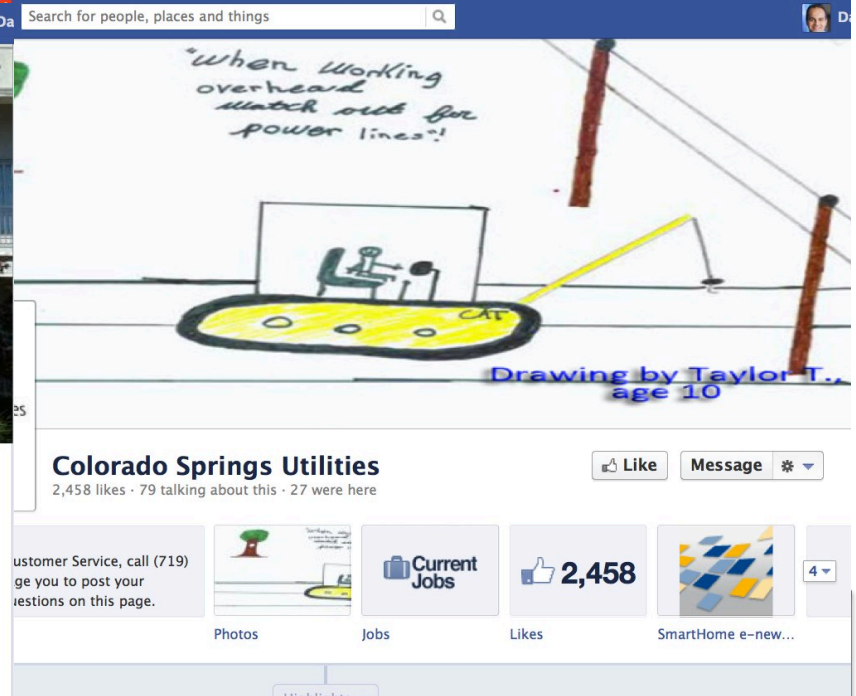 Da
Search for people, places and things
Da
"When Working
overhead
watch out for
power lines"!
CAT
Drawing by Taylor T.,
age 10
es
Colorado Springs Utilities
2,458 likes · 79 talking about this · 27 were here
Like
Message
ustomer Service, call (719)
ge you to post your
uestions on this page.
Current
Jobs
2,458
4
Photos
Jobs
Likes
SmartHome e-new...